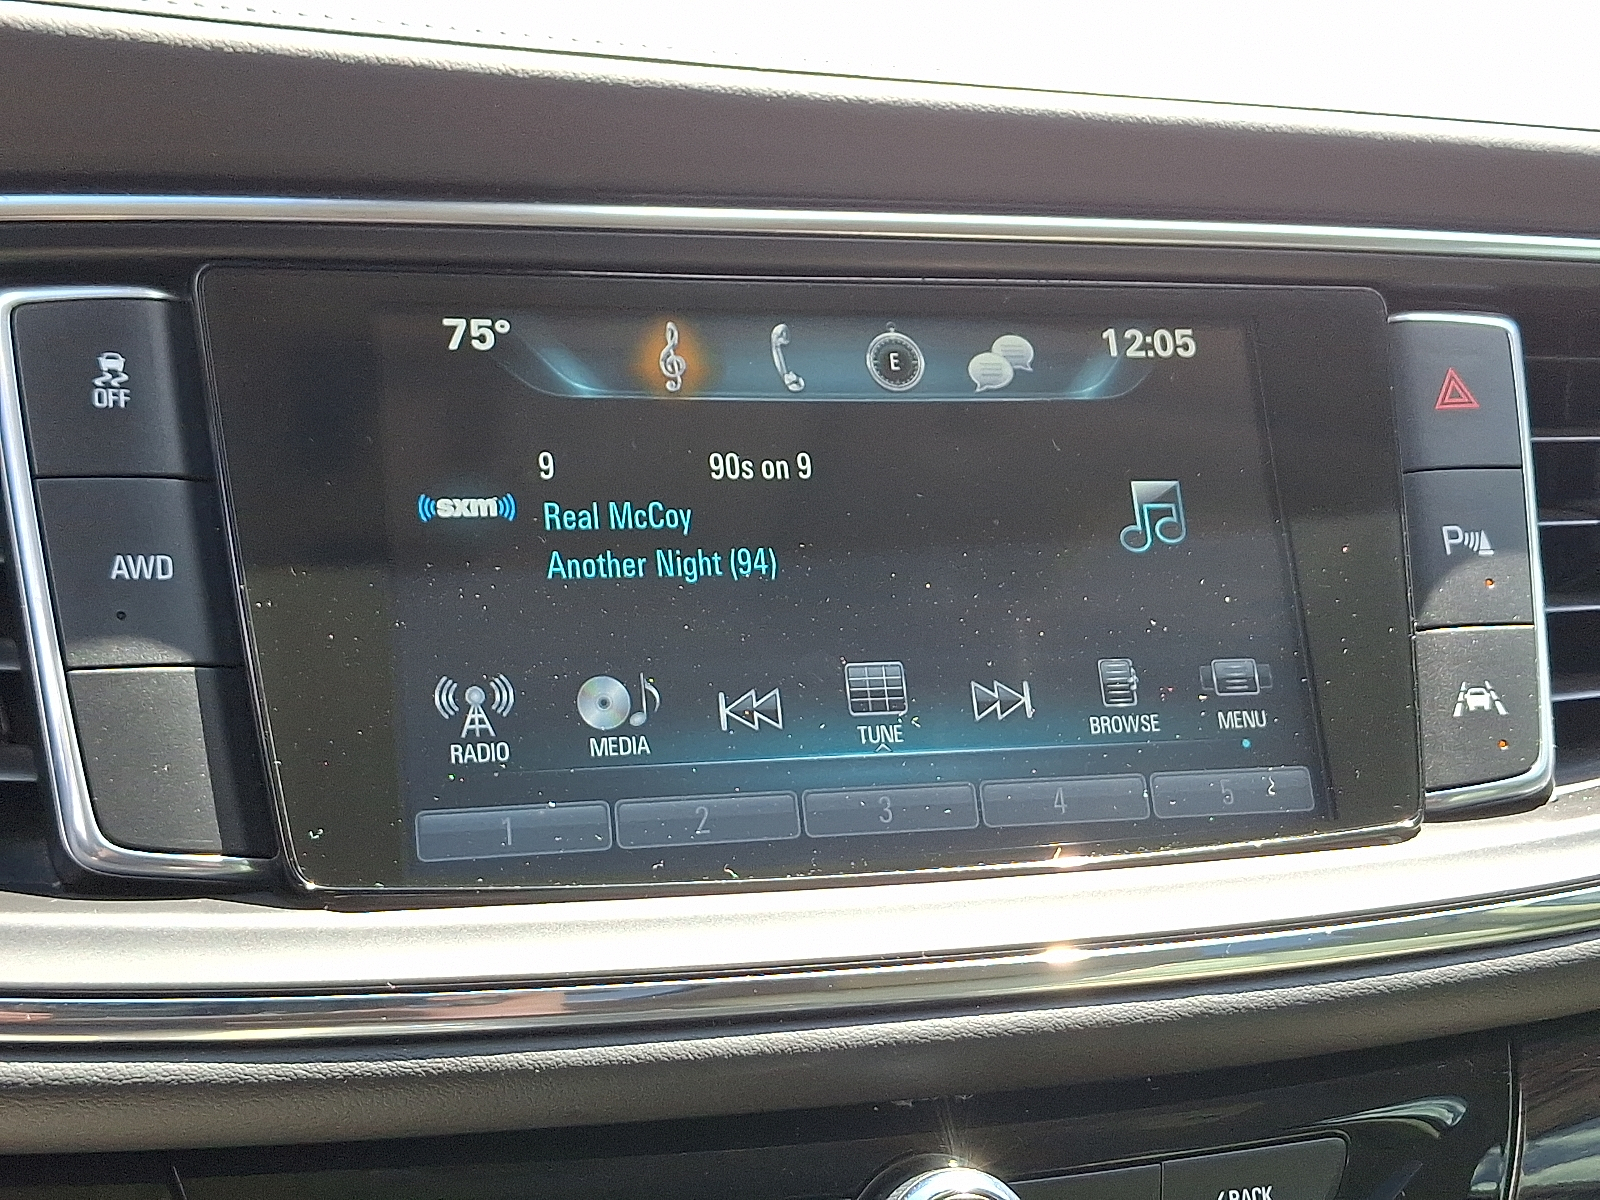 75° E 12:05
OFF
9 90s on 9
sxm
Real McCoy
Another Night (94)
AWD
P
RADIO MEDIA TUNE BROWSE MENU
1 2 3 4 5
BACK